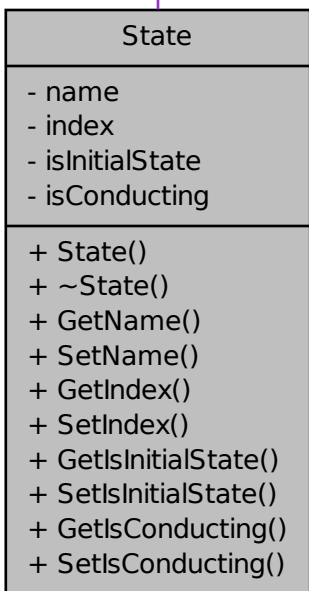 State
- name
- index
- isInitialState
- isConducting
+ State()
+ ~State()
+ GetName()
+ SetName()
+ GetIndex()
+ SetIndex()
+ GetIsInitialState()
+ SetIsInitialState()
+ GetIsConducting()
+ SetIsConducting()